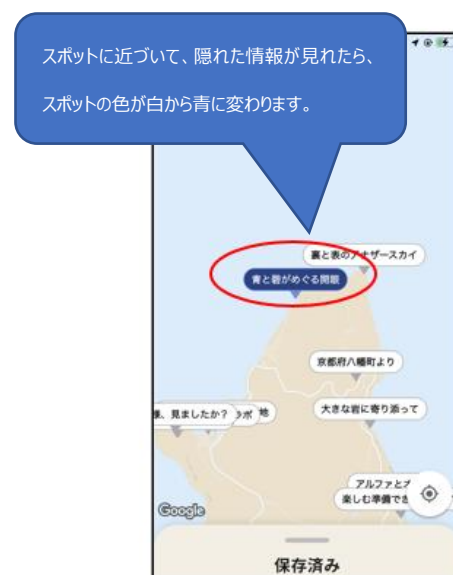 スポットに近づいて、隠れた情報が見れたら、
スポットの色が白から青に変わります。
裏と表のアナザースカイ
青と碧がめぐる問眼
京都府八幡町より
大きな岩に寄り添って
様、見ましたか?
ラボ
地
アルファとオ
楽しむ準備でき
Google
保存済み